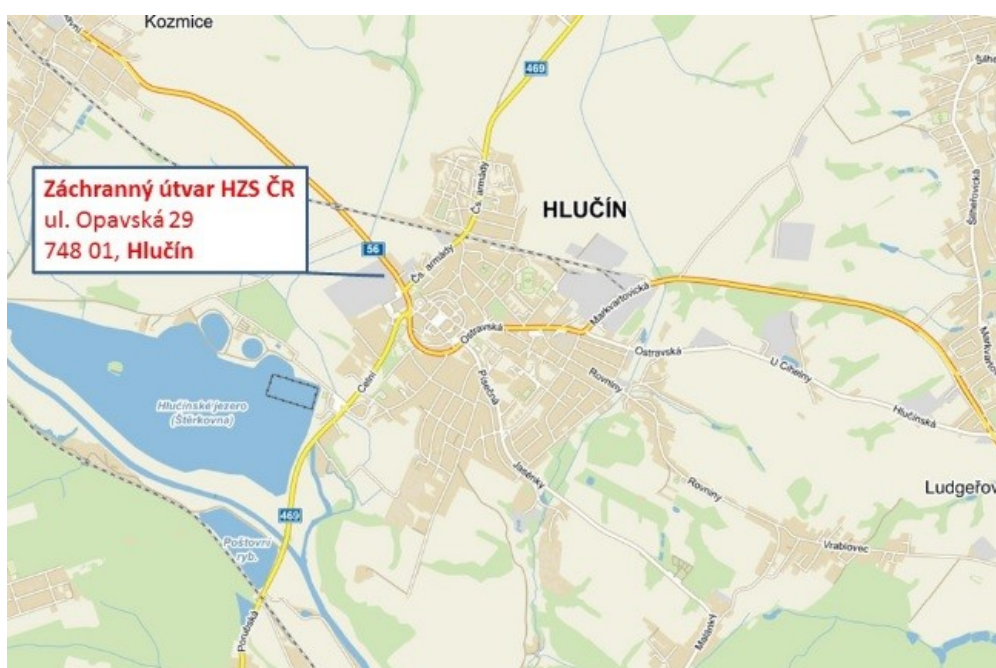 Kozmice
469
Šilheřovická
Záchranný útvar HZS ČR
ul. Opavská 29
748 01, Hlučín
Čs. armády
HLUČÍN
56
Čs. armády
Markvartovická
Ostravská
Ostravská
U Cihelny
Celní
Písečná
Rovniny
Hlučínské jezero
(Štěrkovna)
Hlučínská
Jasénky
Rovniny
Ludgeřov
469
Poštovní
ryb.
Vrablovec
Malánky
Porubská